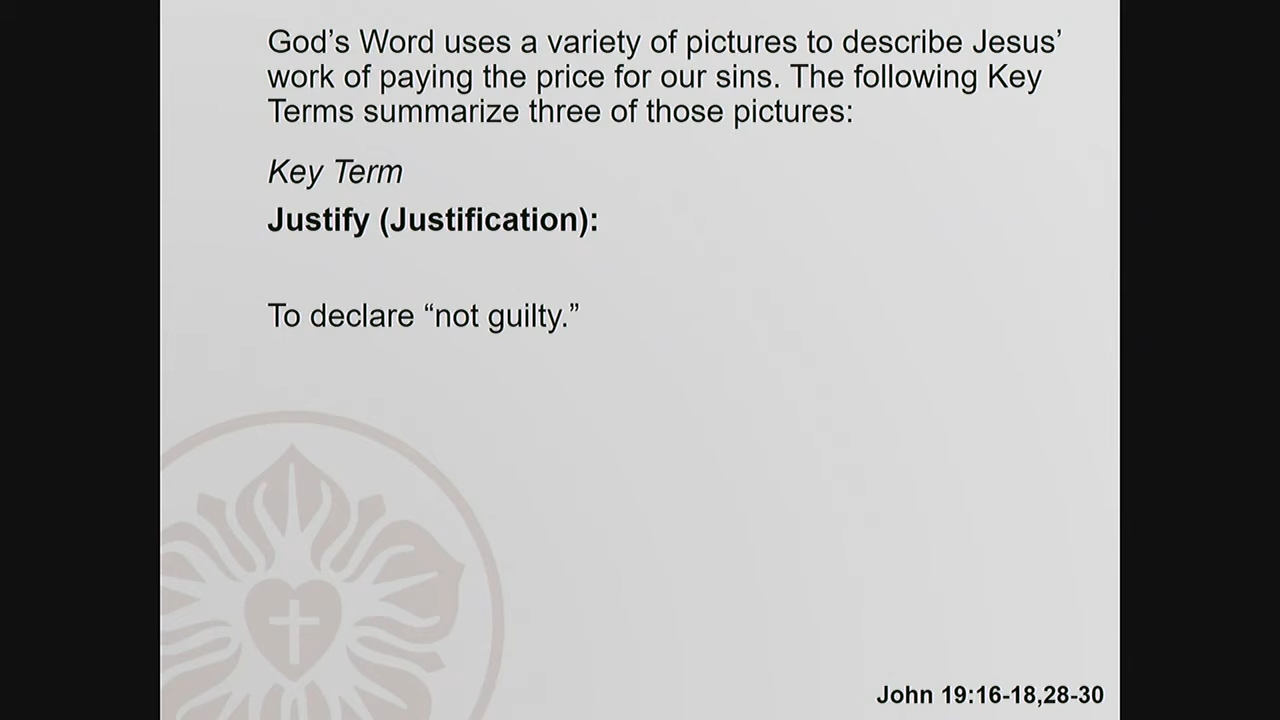 God’s Word uses a variety of pictures to describe Jesus’
work of paying the price for our sins. The following Key
Terms summarize three of those pictures:
Key Term
Justify (Justification):
To declare “not guilty.”
John 19:16-18,28-30